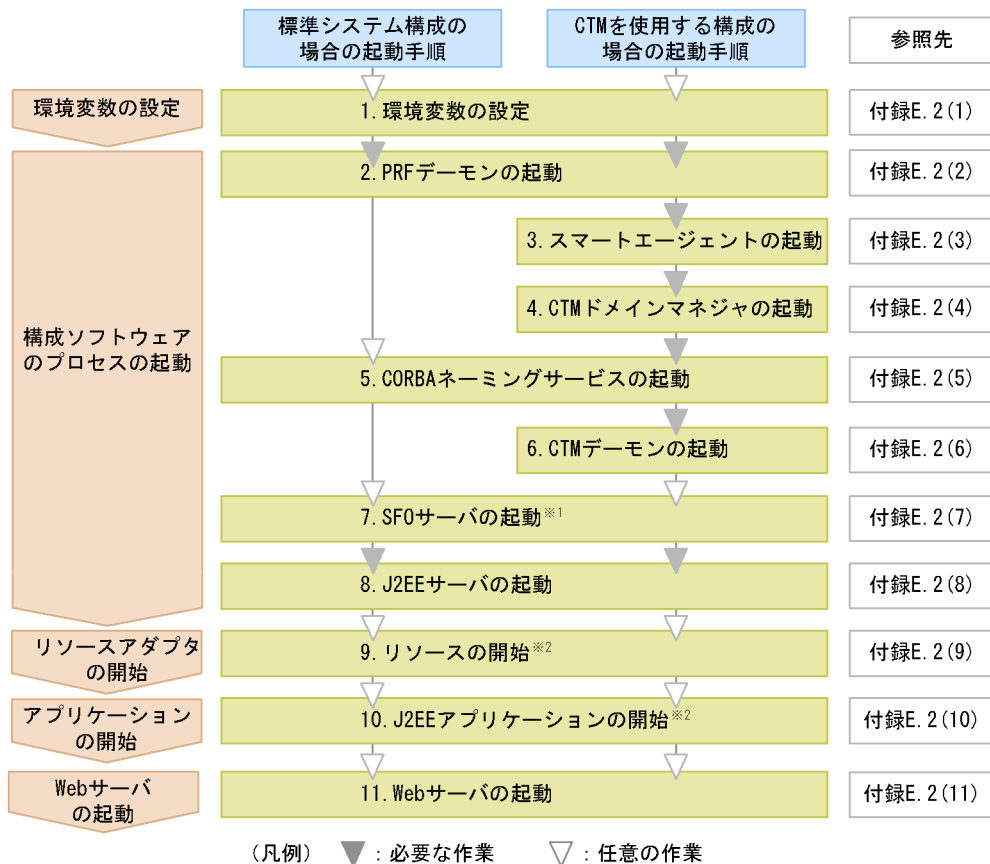 標準システム構成の
場合の起動手順
CTMを使用する構成の
場合の起動手順
参照先
環境変数の設定
1.環境変数の設定
付録E.2(1)
2.PRFデーモンの起動
付録E.2(2)
3.スマートエージェントの起動
付録E.2(3)
構成ソフトウェア
のプロセスの起動
4.CTMドメインマネジャの起動
付録E.2(4)
5.CORBAネーミングサービスの起動
付録E.2(5)
6.CTMデーモンの起動
付録E.2(6)
7.SFOサーバの起動※1
付録E.2(7)
8.J2EEサーバの起動
付録E.2(8)
リソースアダプタ
の開始
9.リソースの開始※2
付録E.2(9)
アプリケーション
の開始
10.J2EEアプリケーションの開始※2
付録E.2(10)
Webサーバ
の起動
11.Webサーバの起動
付録E.2(11)
(凡例) ▼:必要な作業 ▽:任意の作業